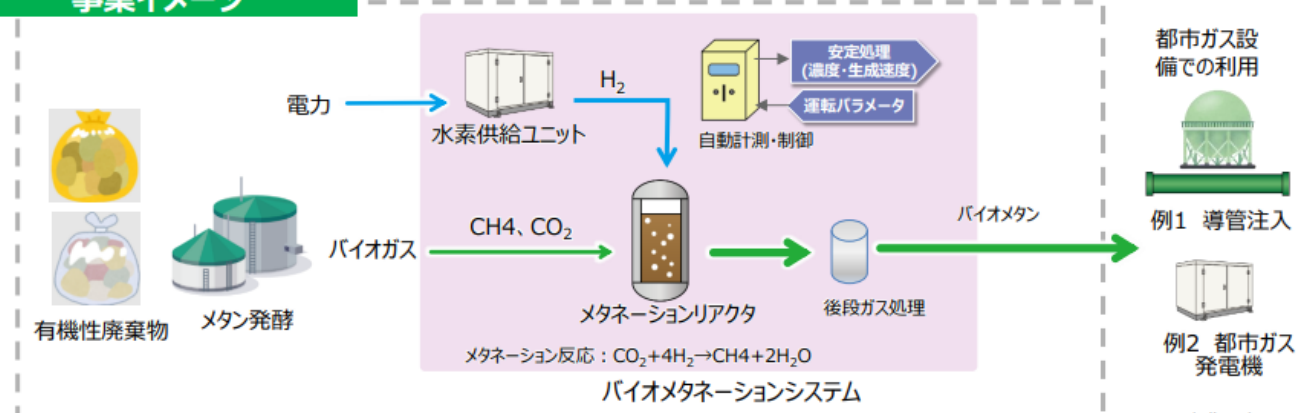 事業イメージ
電力
水素供給ユニット
H₂
安定処理
(濃度・生成速度)
運転パラメータ
自動計測・制御
都市ガス設
備での利用
バイオガス
CH4、CO₂
バイオメタン
例1 導管注入
有機性廃棄物
メタン発酵
メタネーションリアクタ
後段ガス処理
例2 都市ガス
発電機
メタネーション反応：CO₂+4H₂→CH4+2H₂O
バイオメタネーションシステム